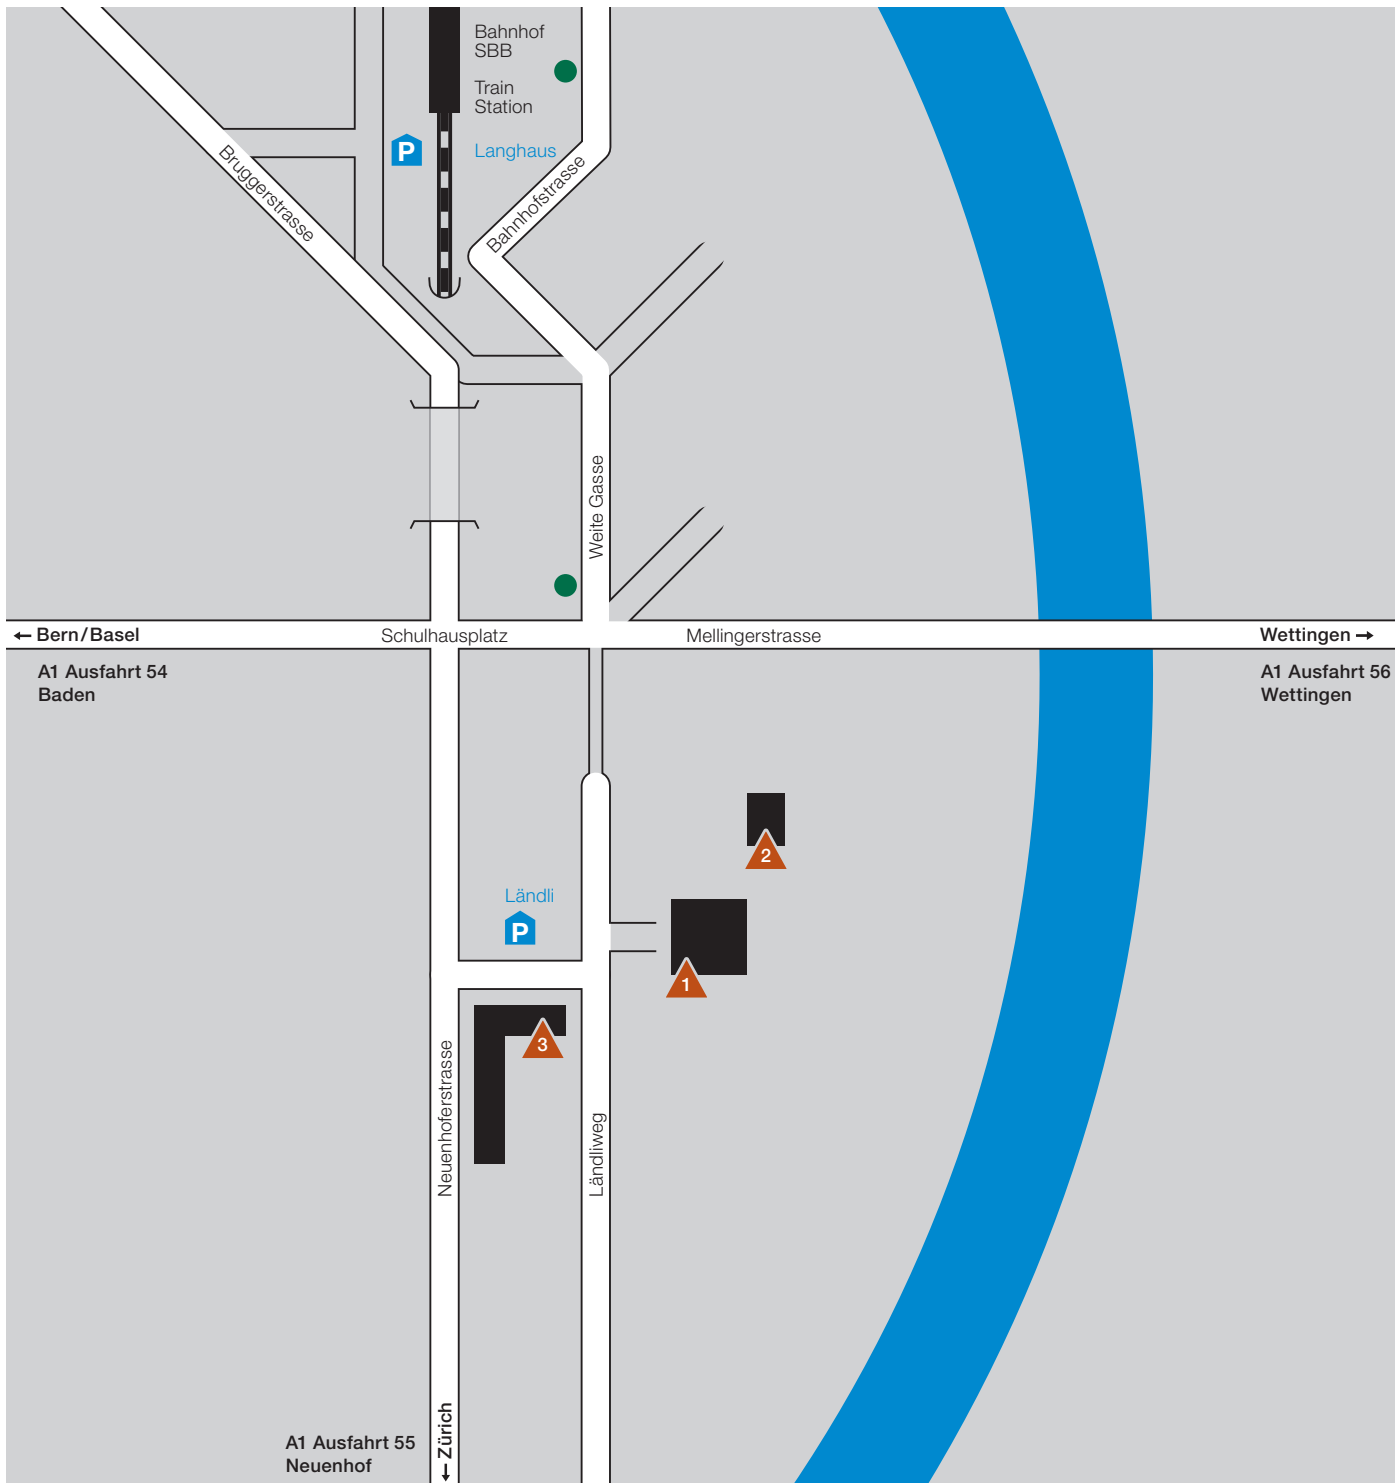 Bahnhof
SBB
Train
Station
P
Langhaus
Bruggerstrasse
Bahnhofstrasse
Weite Gasse
← Bern/Basel
Schulhausplatz
Mellingerstrasse
Wettingen →
A1 Ausfahrt 54
Baden
A1 Ausfahrt 56
Wettingen
2
Ländli
P
1
3
Neuenhoferstrasse
Ländliweg
A1 Ausfahrt 55
Neuenhof
← Zürich